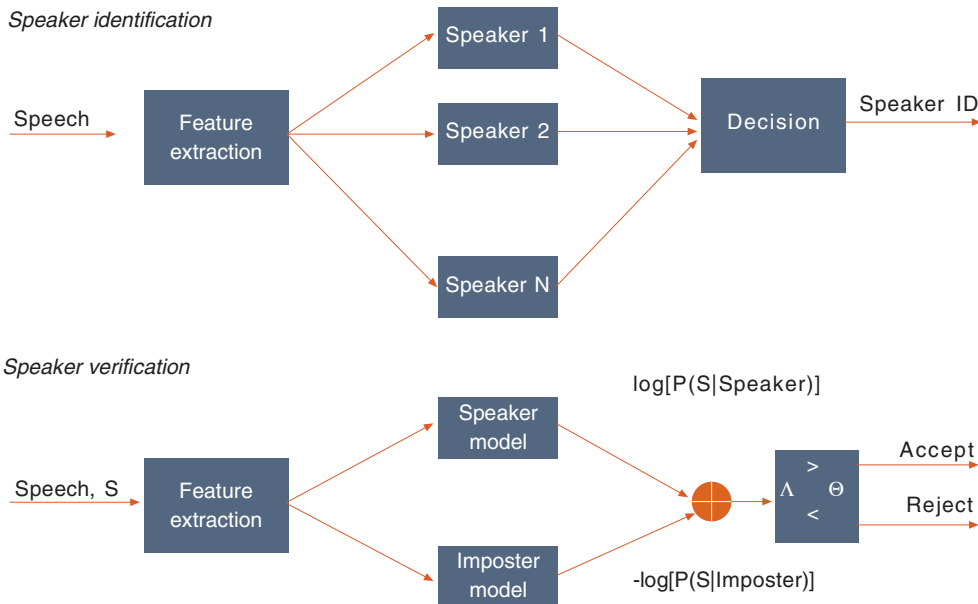 Speaker identification
Speech
Feature
extraction
Speaker 1
Speaker 2
Speaker N
Decision
Speaker ID
Speaker verification
Speech, S
Feature
extraction
Speaker
model
Imposter
model
log[P(S|Speaker)]
-log[P(S|Imposter)]
>
Λ Θ
<
Accept
Reject